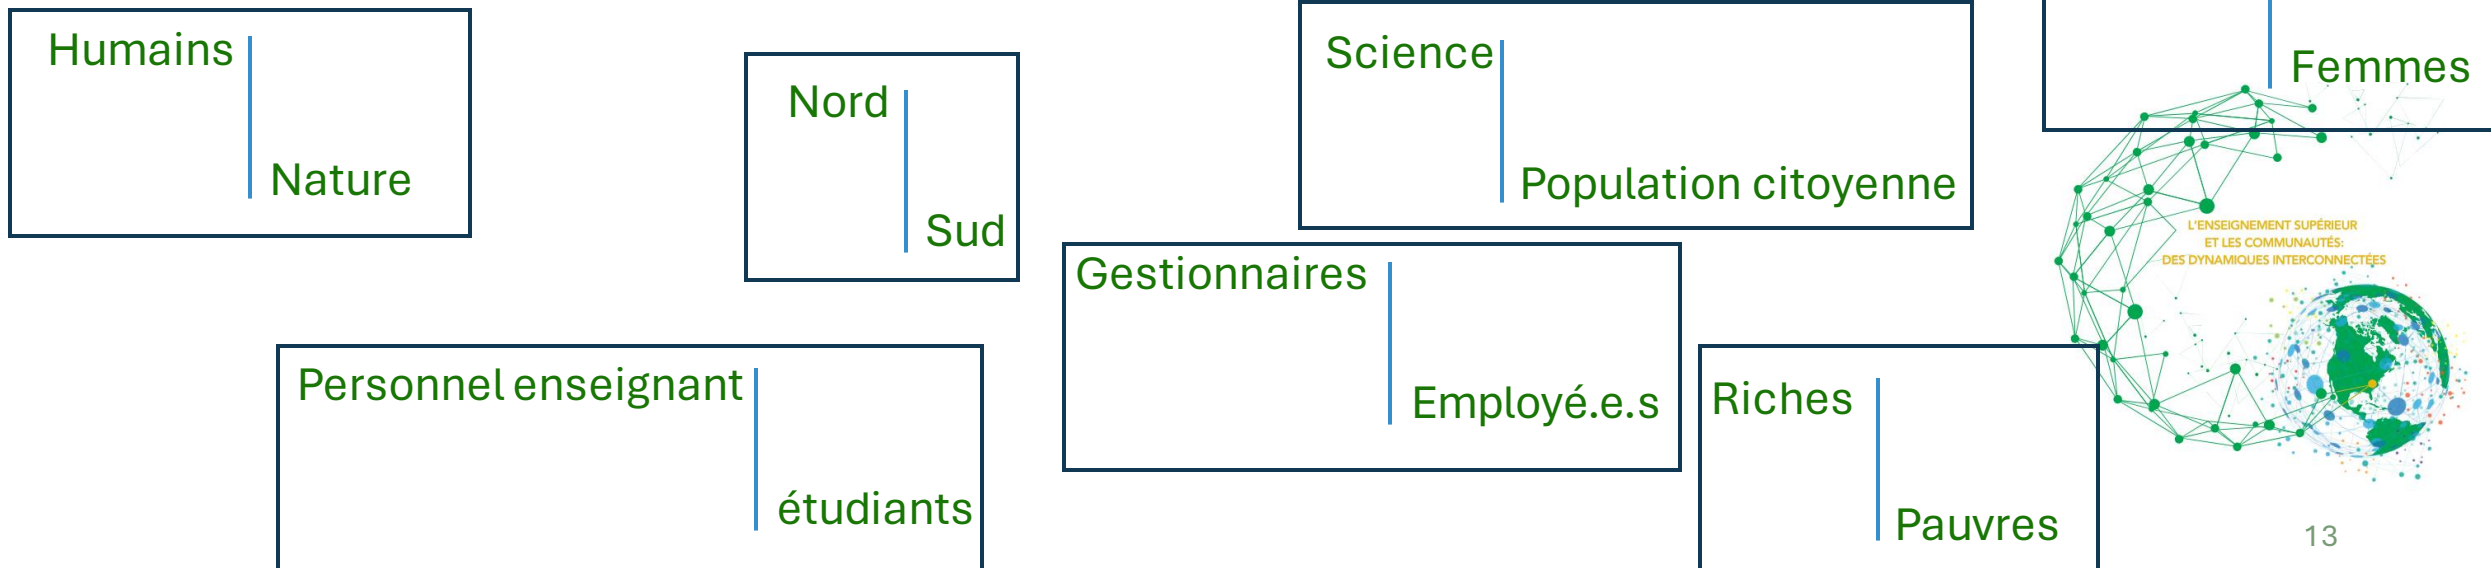 Humains
Nature
Nord
Sud
Science
Population citoyenne
Femmes
Gestionnaires
Employé.e.s
Personnel enseignant
étudiants
Riches
Pauvres
L'ENSEIGNEMENT SUPÉRIEUR
ET LES COMMUNAUTÉS:
DES DYNAMIQUES INTERCONNECTÉES
13